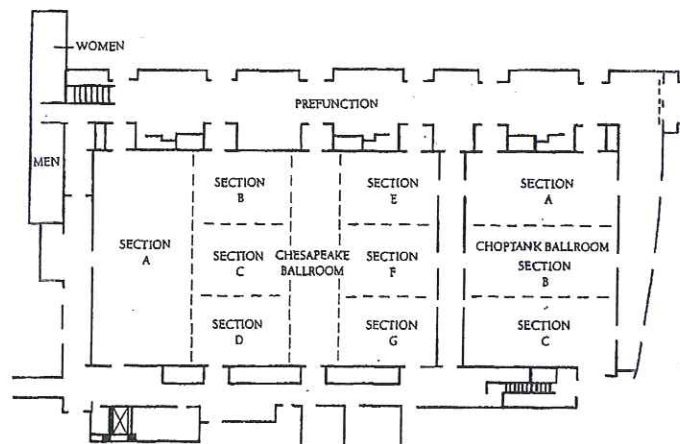 WOMEN
PREFUNCTION
MEN
SECTION
A
SECTION
B
SECTION
C
SECTION
D
CHESAPEAKE
BALLROOM
SECTION
E
SECTION
F
SECTION
G
SECTION
A
CHOPTANK BALLROOM
SECTION
B
SECTION
C